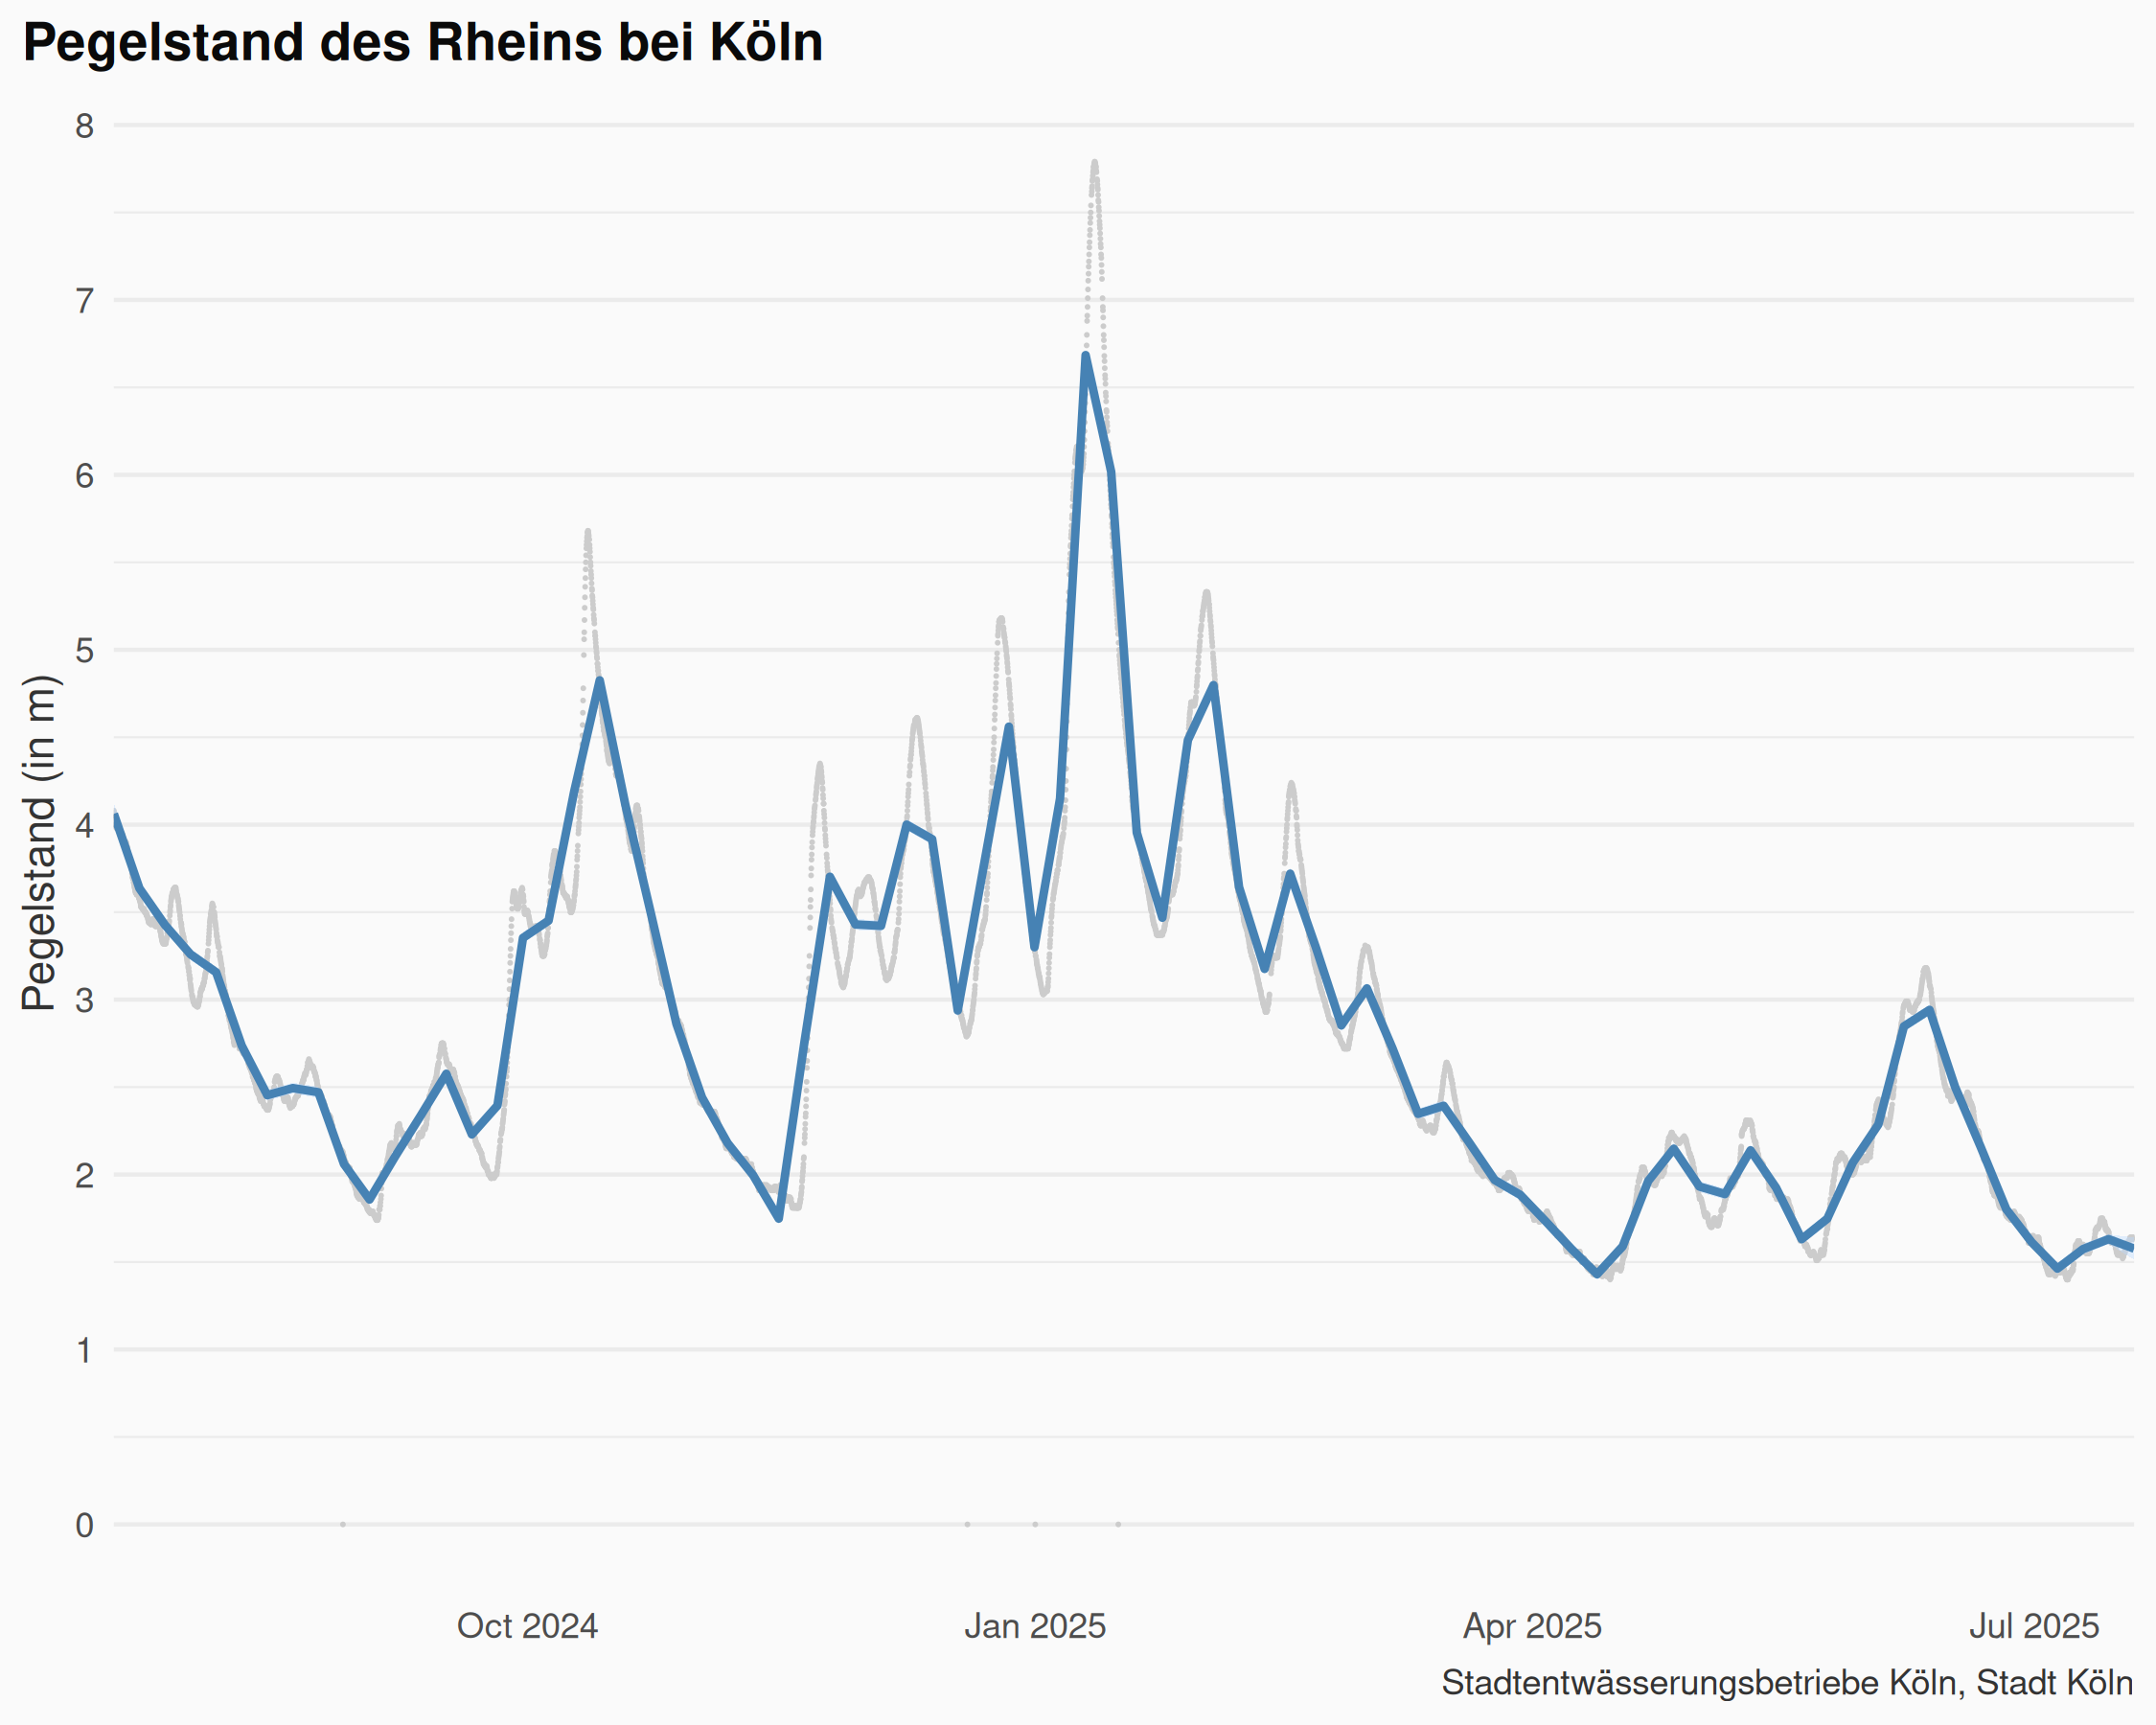 Pegelstand des Rheins bei Köln
Pegelstand (in m)
8
7
6
5
4
3
2
1
0
Oct 2024
Jan 2025
Apr 2025
Jul 2025
Stadtentwässerungsbetriebe Köln, Stadt Köln